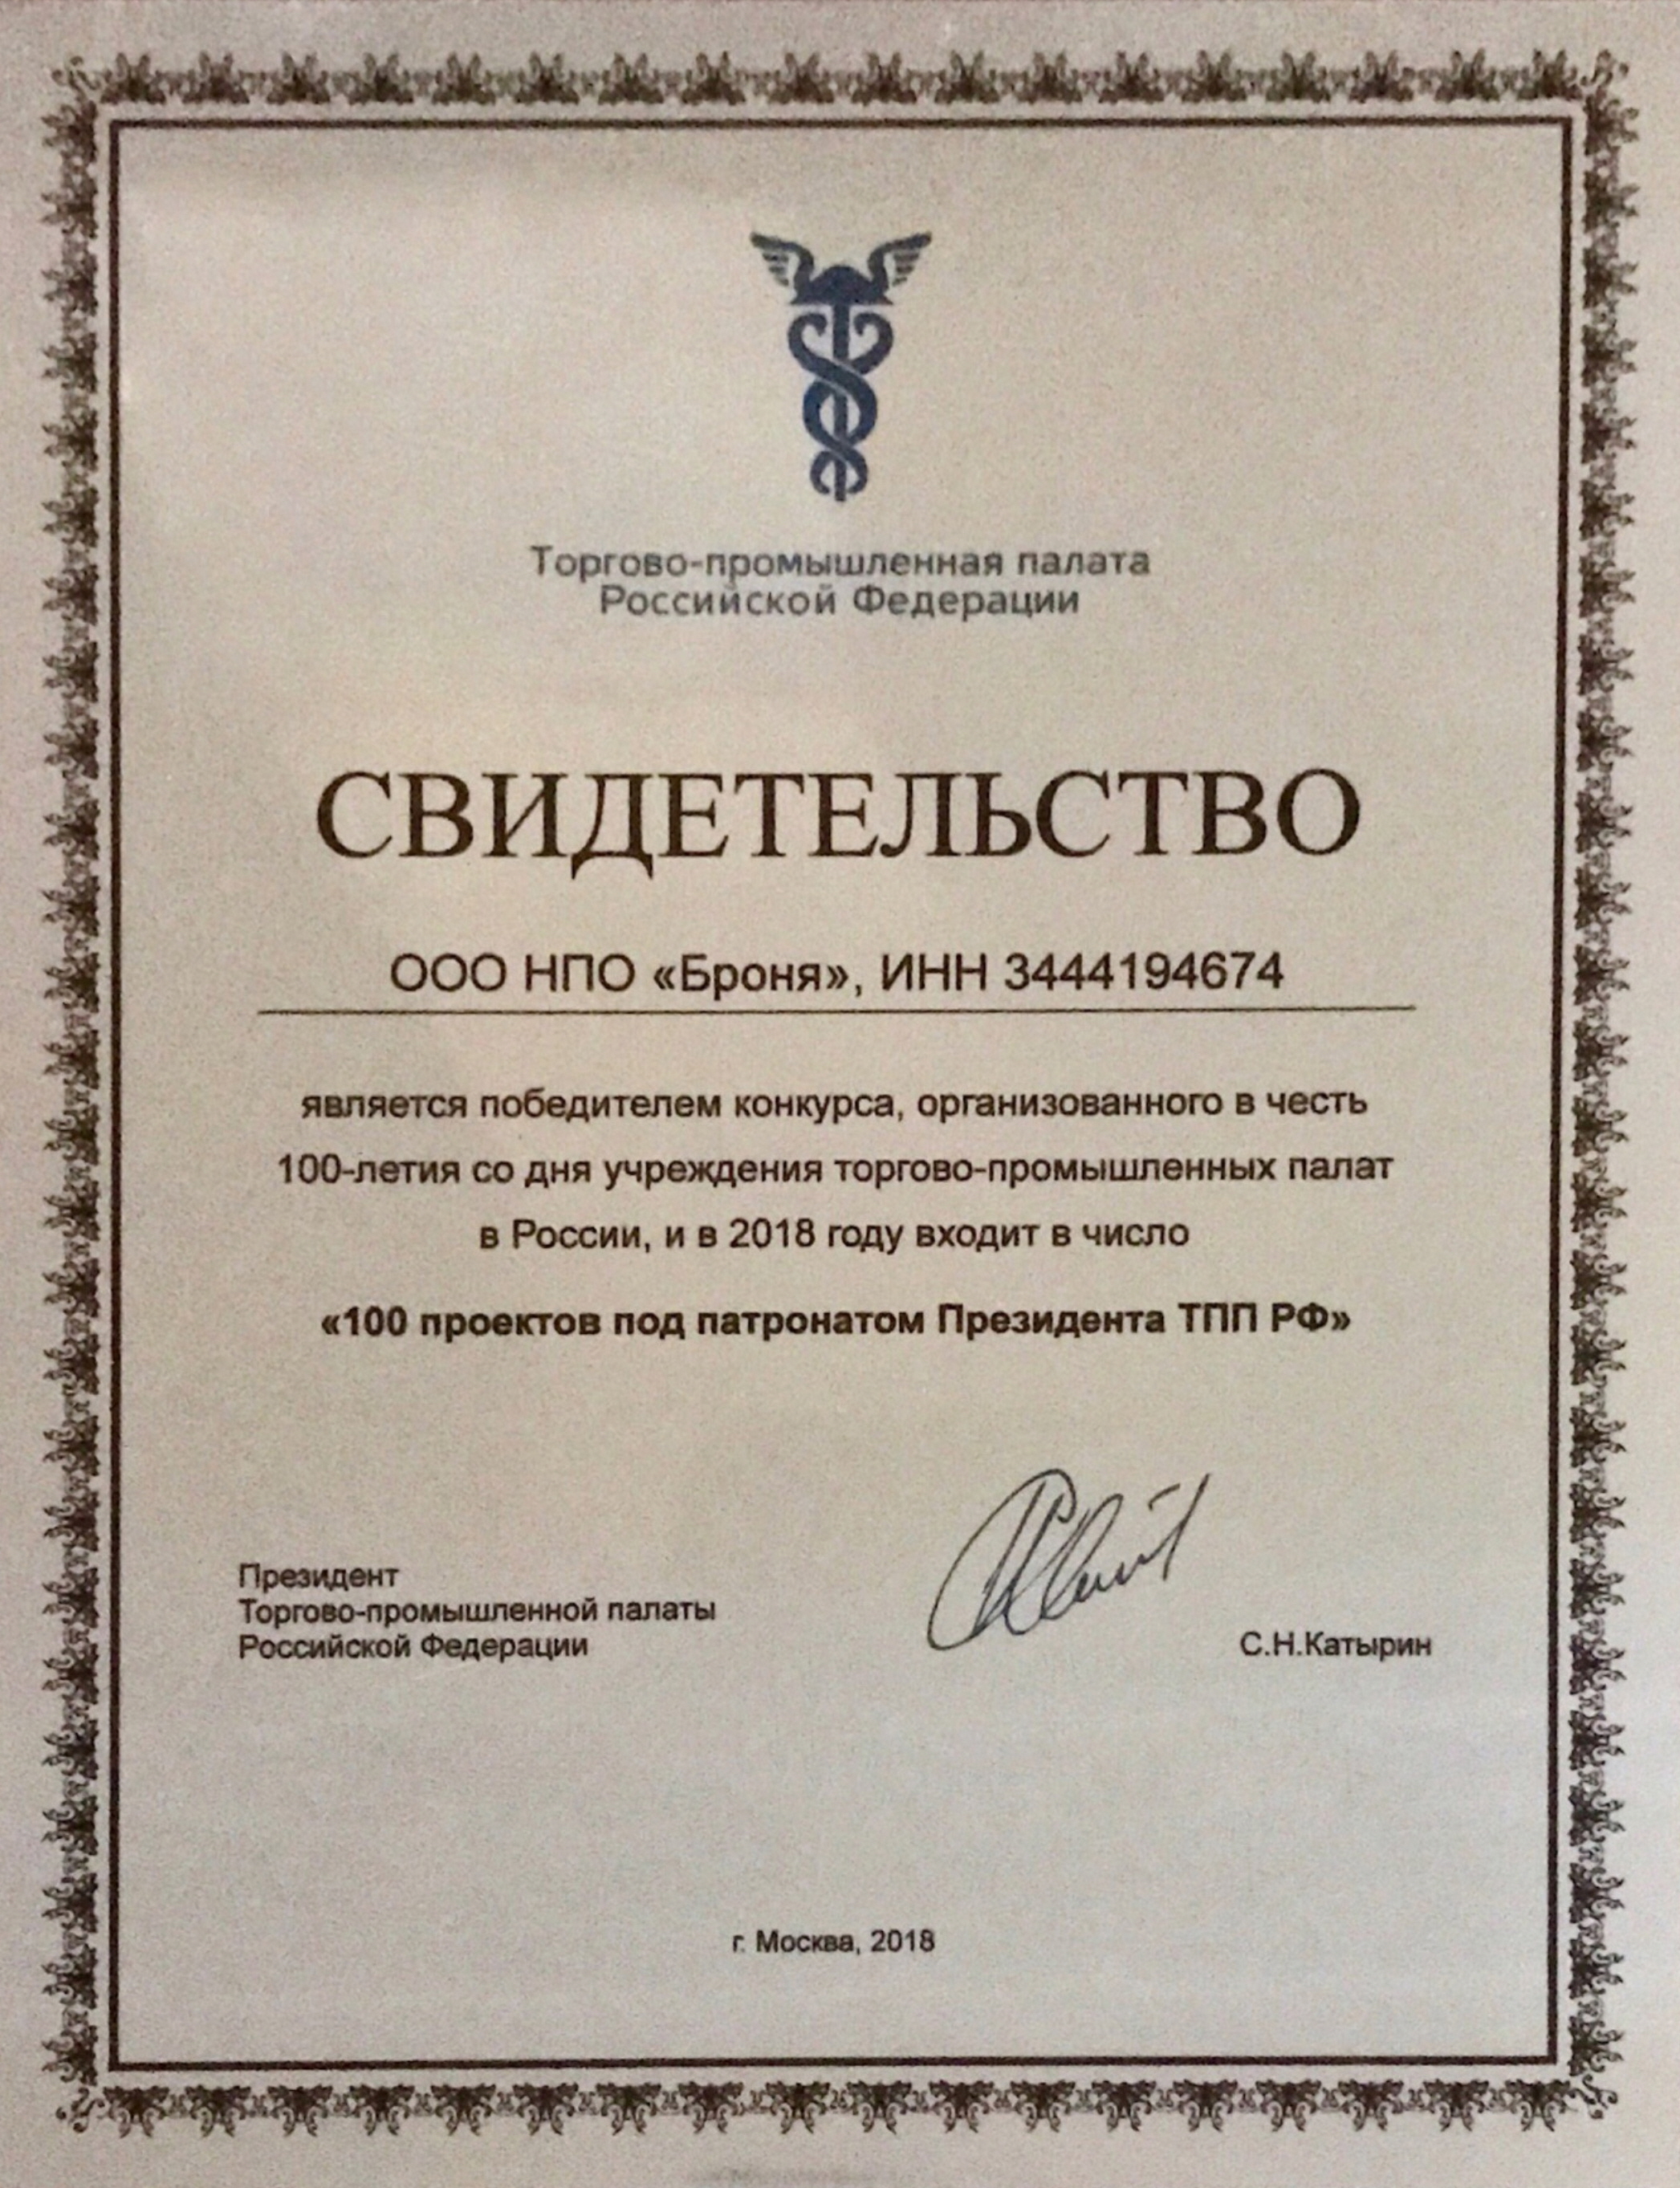 Торгово-промышленная палата
Российской Федерации
СВИДЕТЕЛЬСТВО
ООО НПО «Броня», ИНН 3444194674
является победителем конкурса, организованного в честь
100-летия со дня учреждения торгово-промышленных палат
в России, и в 2018 году входит в число
«100 проектов под патронатом Президента ТПП РФ»
Президент
Торгово-промышленной палаты
Российской Федерации
С.Н.Катырин
г. Москва, 2018